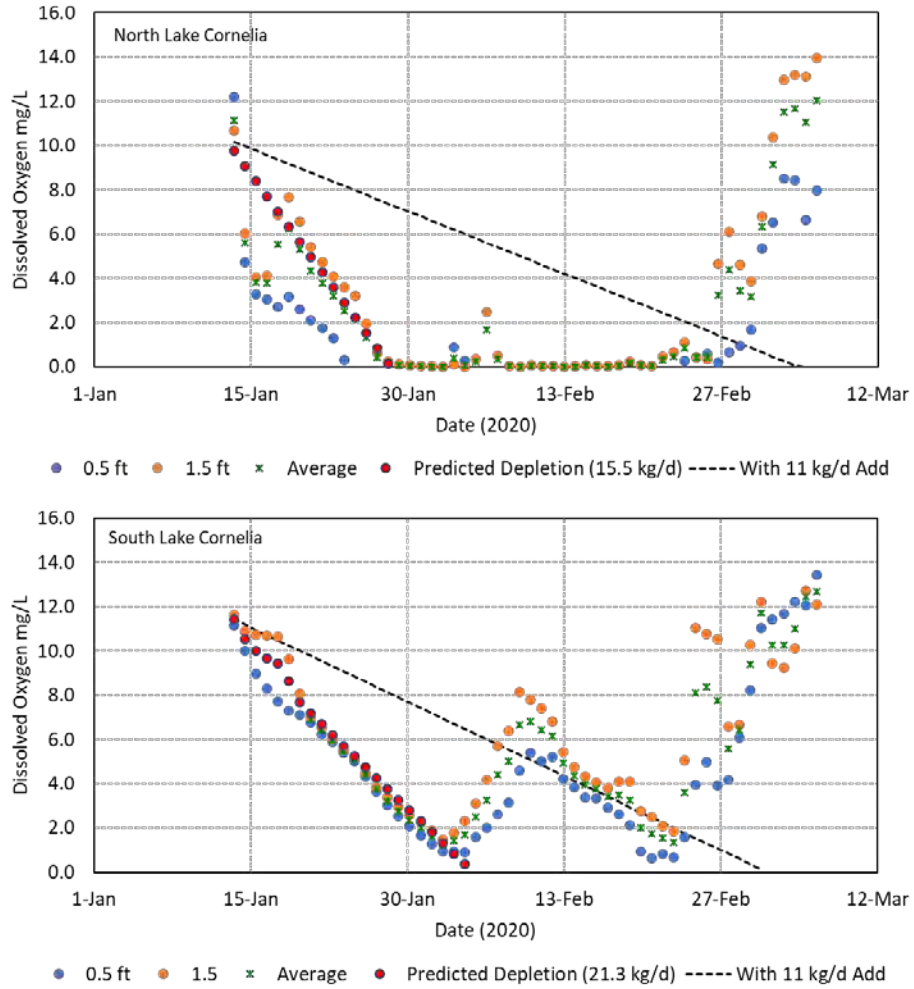 16.0
North Lake Cornelia
14.0
12.0
10.0
8.0
6.0
4.0
2.0
0.0
Dissolved Oxygen mg/L
1-Jan 15-Jan 30-Jan 13-Feb 27-Feb 12-Mar
Date (2020)
0.5 ft 1.5 ft Average Predicted Depletion (15.5 kg/d) With 11 kg/d Add
16.0
South Lake Cornelia
14.0
12.0
10.0
8.0
6.0
4.0
2.0
0.0
Dissolved Oxygen mg/L
1-Jan 15-Jan 30-Jan 13-Feb 27-Feb 12-Mar
Date (2020)
0.5 ft 1.5 Average Predicted Depletion (21.3 kg/d) With 11 kg/d Add